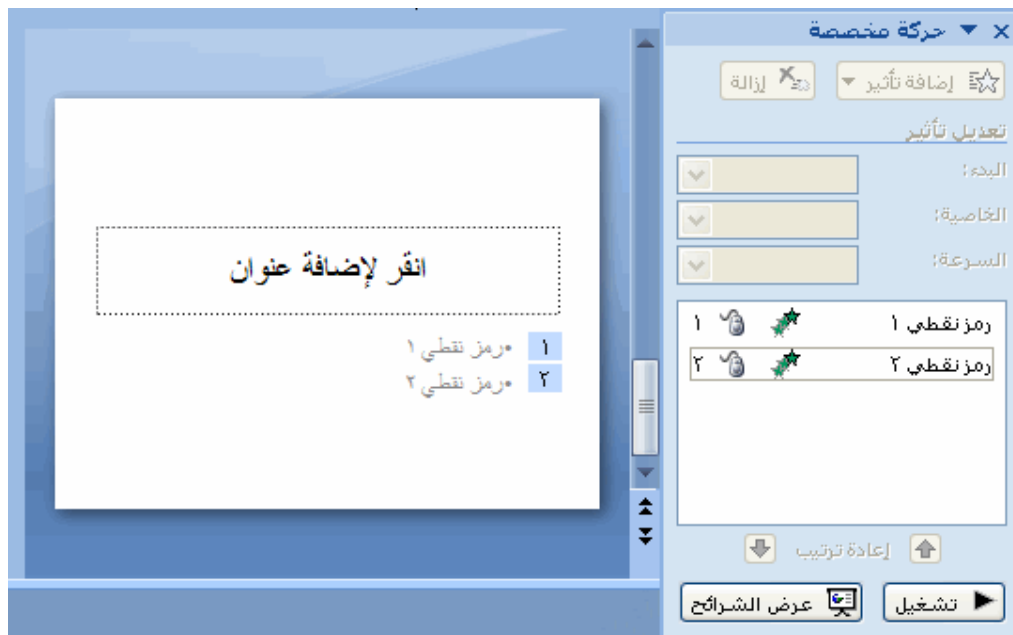 حركة مخصصة
إضافة تأثير
إزالة
تعديل تأثير
البدء:
الخاصية:
السرعة:
رمز نقطي ١ ١
رمز نقطي ٢ ٢
إعادة ترتيب
تشغيل
عرض الشرائح
انقر لإضافة عنوان
١ •رمز نقطي ١
٢ •رمز نقطي ٢